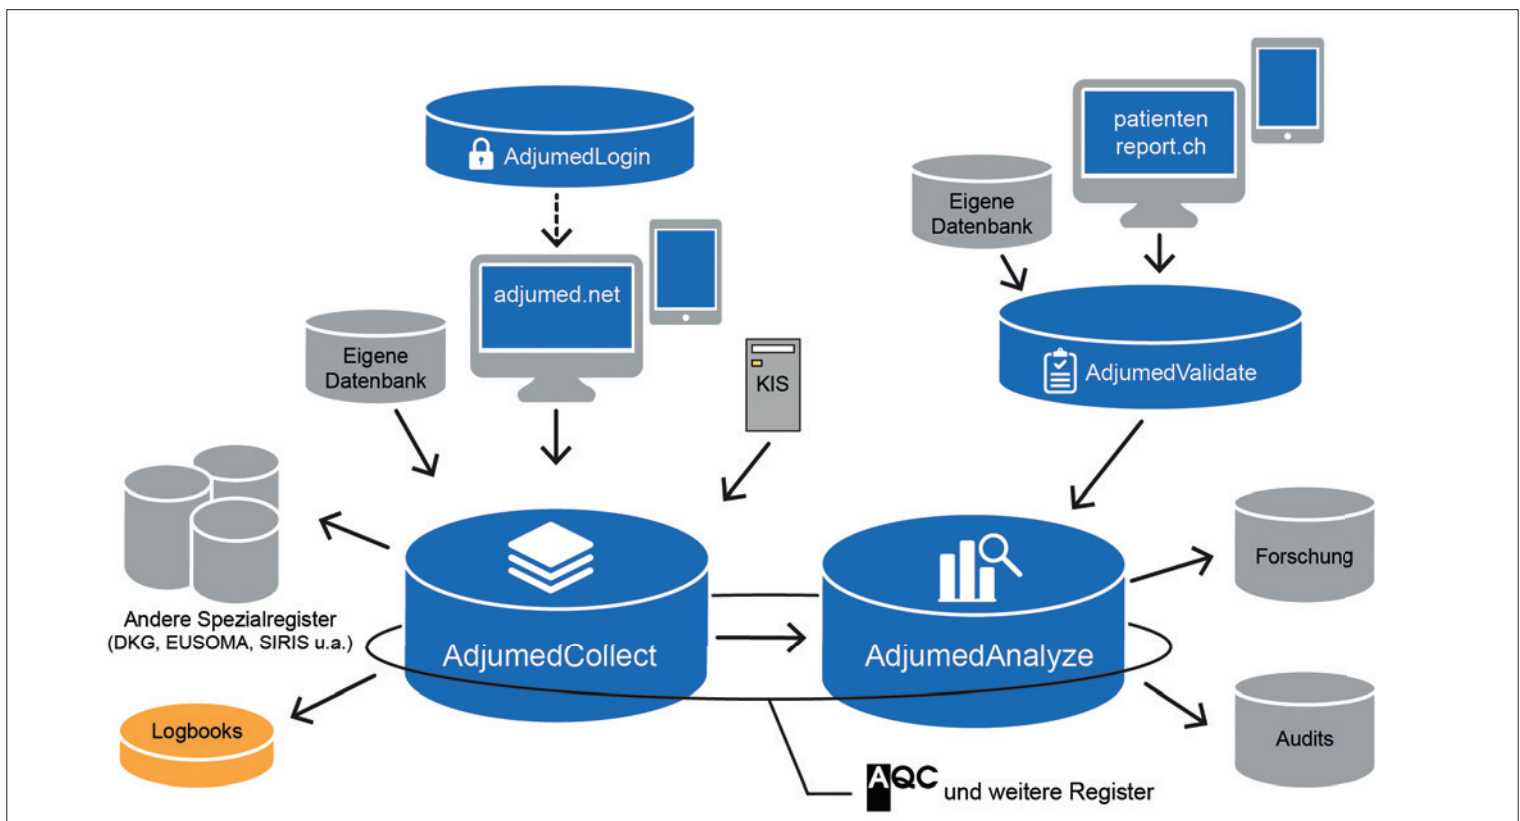 AdjumedLogin
patienten
report.ch
Eigene
Datenbank
adjumed.net
Eigene
Datenbank
KIS
AdjumedValidate
Andere Spezialregister
(DKG, EUSOMA, SIRIS u.a.)
AdjumedCollect
AdjumedAnalyze
Forschung
Logbooks
Audits
AQC und weitere Register